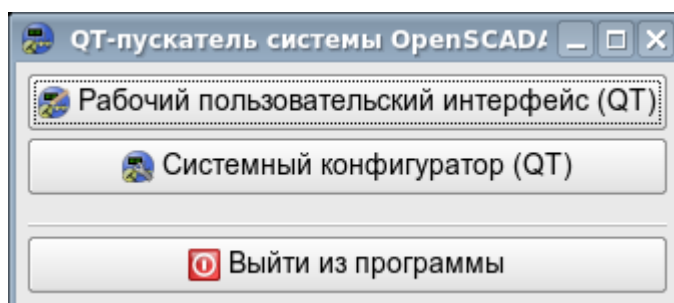 QT-пускатель системы OpenSCADA
Рабочий пользовательский интерфейс (QT)
Системный конфигуратор (QT)
Выйти из программы